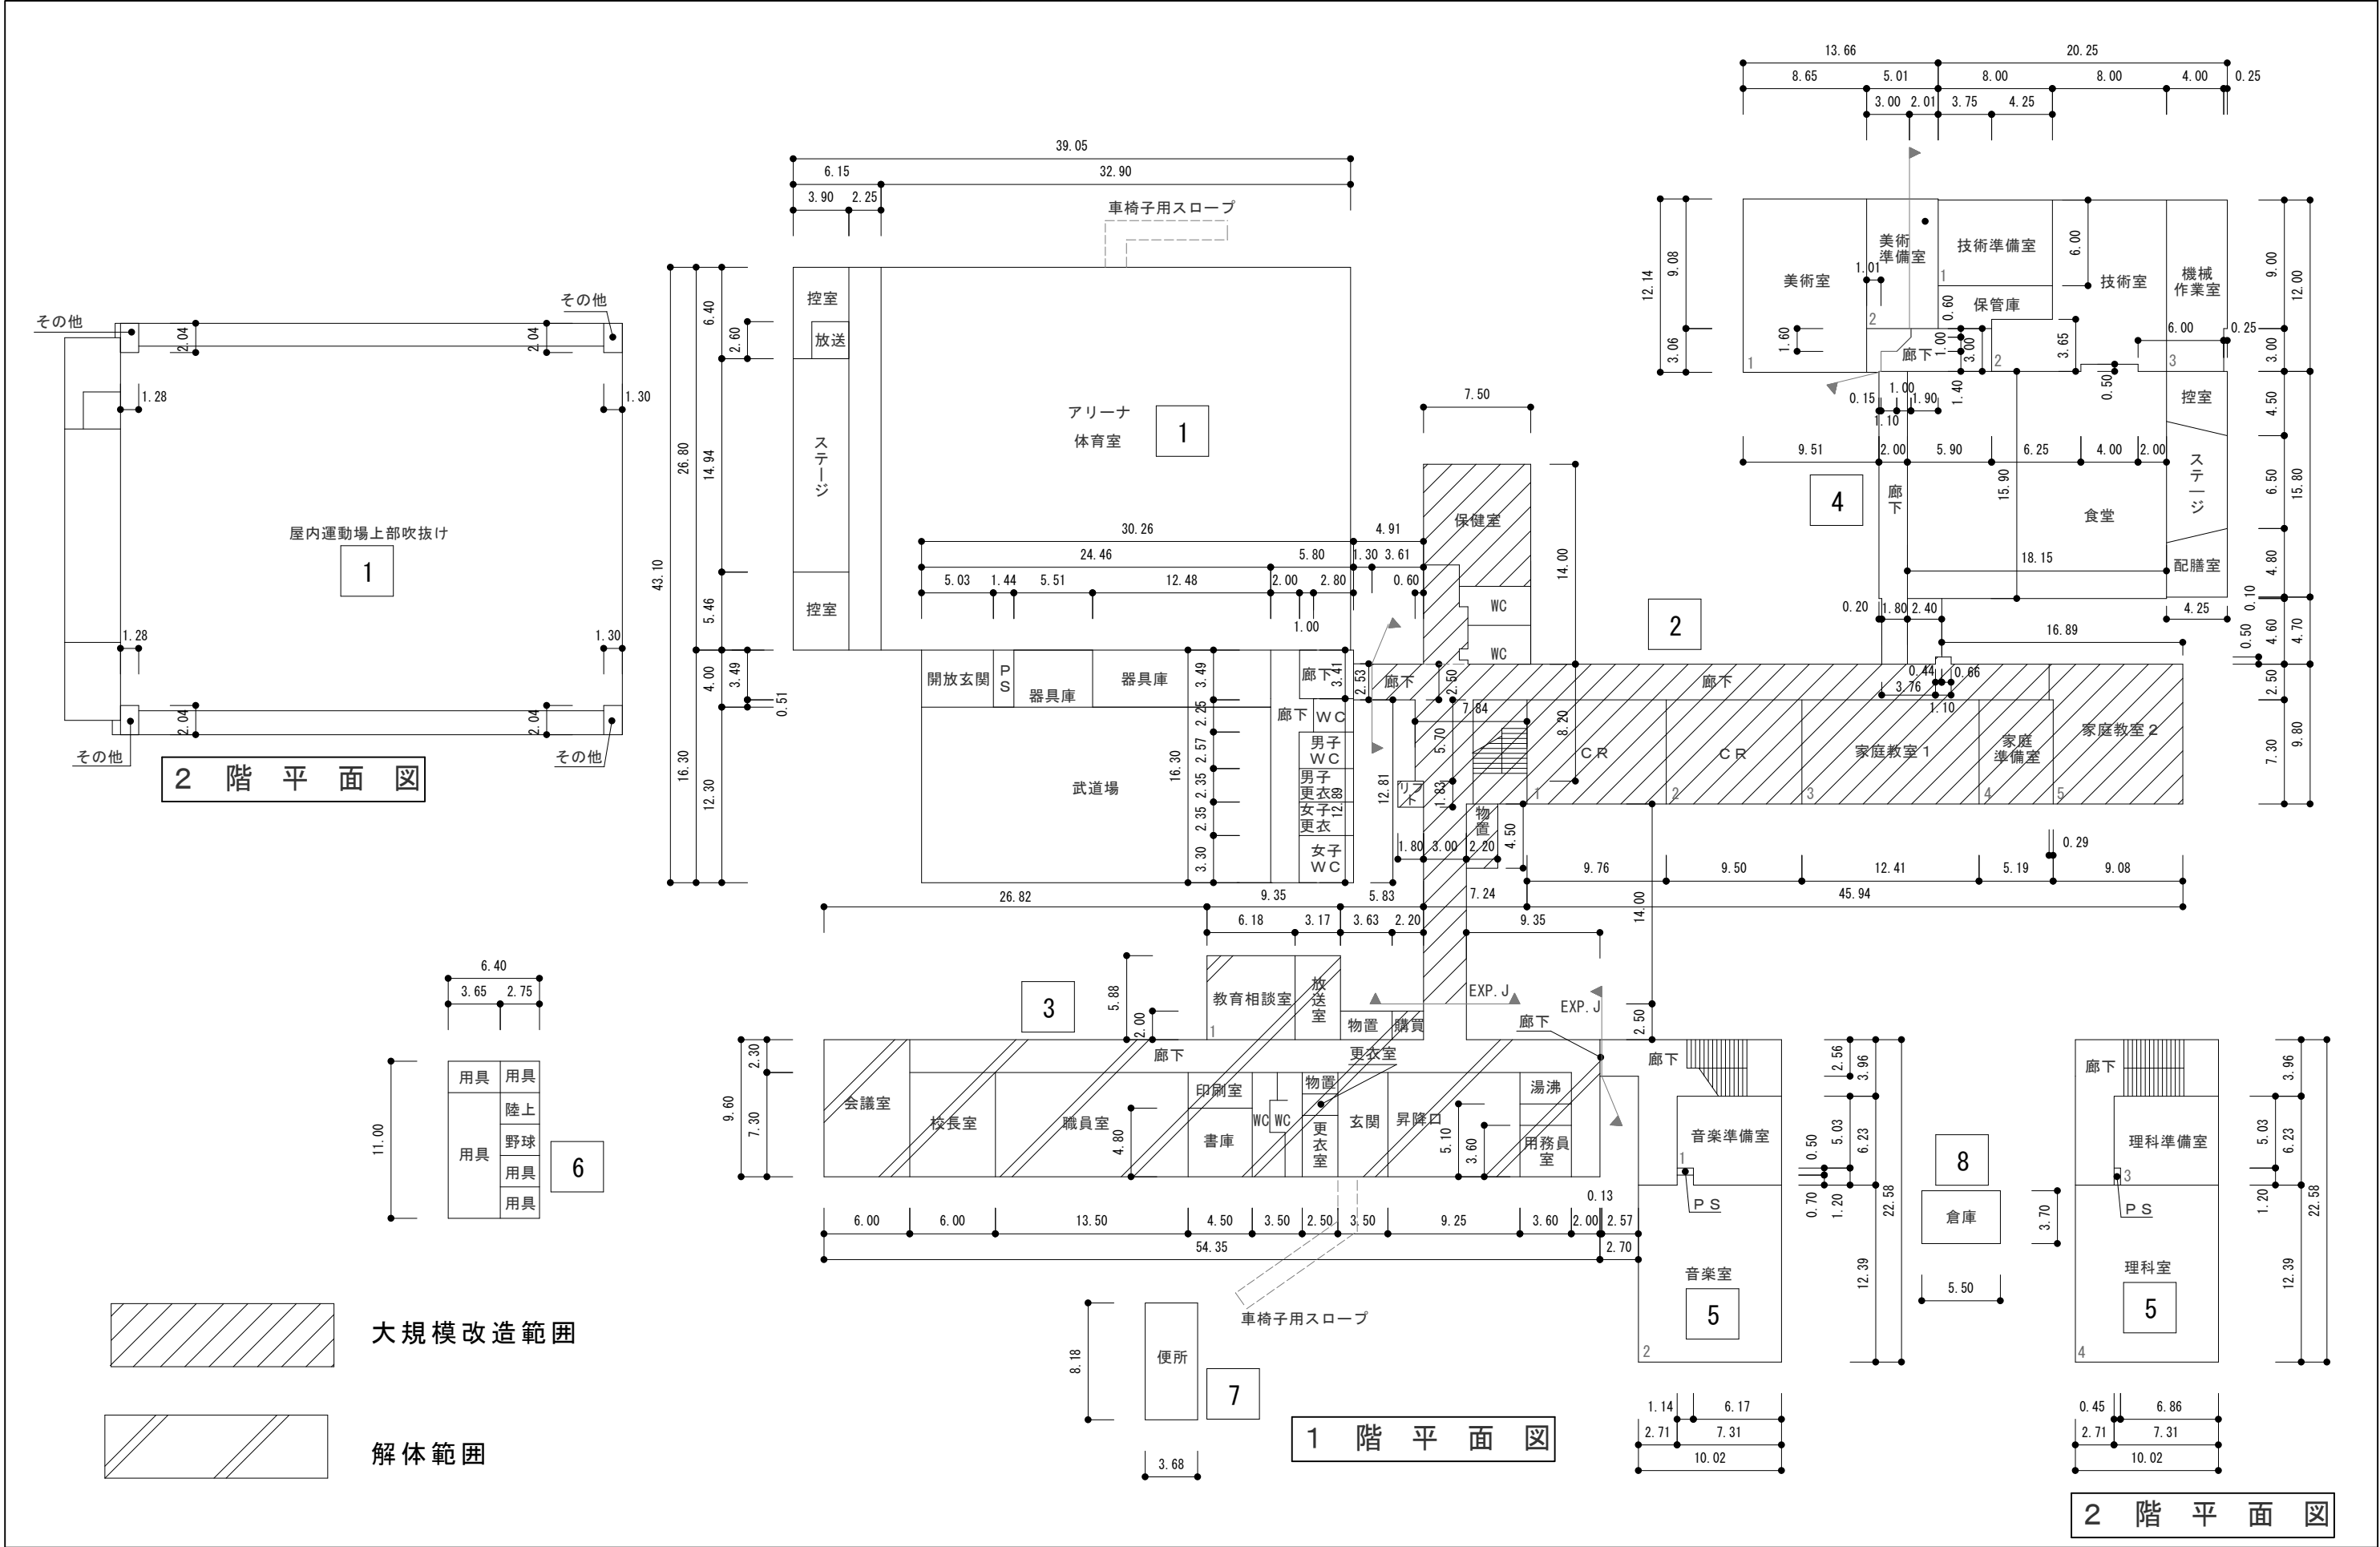 13.66
20.25
8.65
5.01
8.00
8.00
4.00
0.25
3.00
2.01
3.75
4.25
39.05
6.15
32.90
3.90
2.25
車椅子用スロープ
その他
その他
2.04
2.04
1.28
1.30
屋内運動場上部吹抜け
1
1.28
1.30
2.04
2.04
その他
その他
2 階 平 面 図
43.10
26.80
16.30
6.40
14.94
5.46
4.00
12.30
2.60
3.49
0.51
控室
放送
ステージ
控室
アリーナ
体育室
1
30.26
4.91
24.46
5.80
1.30
3.61
5.03
1.44
5.51
12.48
2.00
2.80
0.60
1.00
開放玄関
PS
器具庫
器具庫
16.30
3.49
2.25
2.57
2.35
2.35
3.30
廊下
3.41
12.89
廊下
WC
男子
WC
男子
更衣
女子
更衣
女子
WC
武道場
2.53
12.81
7.50
保健室
14.00
WC
WC
2
廊下
2.50
廊下
7.84
5.70
8.20
1.83
リフト
物置
4.50
1.80
3.00
2.20
CR
CR
家庭教室1
家庭
準備室
家庭教室2
1
2
3
4
5
0.29
9.76
9.50
12.41
5.19
9.08
45.94
7.24
14.00
2.50
12.14
9.08
3.06
美術室
美術
準備室
技術準備室
6.00
技術室
機械
作業室
1.01
1
保管庫
0.60
2
1.60
廊下
1.00
3.00
3.65
6.00
0.25
1
2
3
0.50
1.40
0.15
1.00
1.90
1.10
9.51
2.00
5.90
6.25
4.00
2.00
控室
ステージ
配膳室
4
廊下
15.90
食堂
18.15
0.20
1.80
2.40
4.25
16.89
0.44
0.66
3.76
1.10
9.00
12.00
3.00
4.50
6.50
15.80
4.80
0.10
0.50
4.60
4.70
2.50
7.30
9.80
26.82
9.35
5.83
6.18
3.17
3.63
2.20
9.35
3
5.88
2.00
教育相談室
1
放送室
物置
購買
EXP.J
EXP.J
廊下
廊下
更衣室
9.60
2.30
7.30
会議室
校長室
職員室
4.80
印刷室
書庫
WC
WC
物置
更衣室
玄関
昇降口
5.10
3.60
湯沸
用務員
室
6.00
6.00
13.50
4.50
3.50
2.50
3.50
9.25
3.60
2.00
0.13
2.57
54.35
2.70
車椅子用スロープ
廊下
音楽準備室
1
PS
音楽室
5
2
2.56
3.96
0.50
5.03
6.23
0.70
1.20
22.58
12.39
1.14
6.17
2.71
7.31
10.02
8
倉庫
3.70
5.50
廊下
理科準備室
3
PS
理科室
5
4
3.96
5.03
6.23
1.20
22.58
12.39
0.45
6.86
2.71
7.31
10.02
6.40
3.65
2.75
11.00
用具
用具
陸上
用具
野球
用具
用具
6
8.18
便所
7
3.68
大規模改造範囲
解体範囲
1 階 平 面 図
2 階 平 面 図